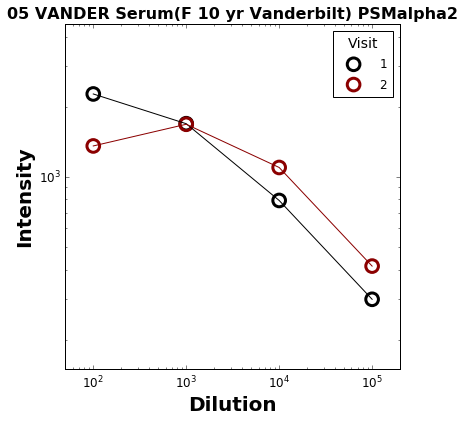 05 VANDER Serum(F 10 yr Vanderbilt) PSMalpha2
Visit
1
2
Intensity
10³
10² 10³ 10⁴ 10⁵
Dilution